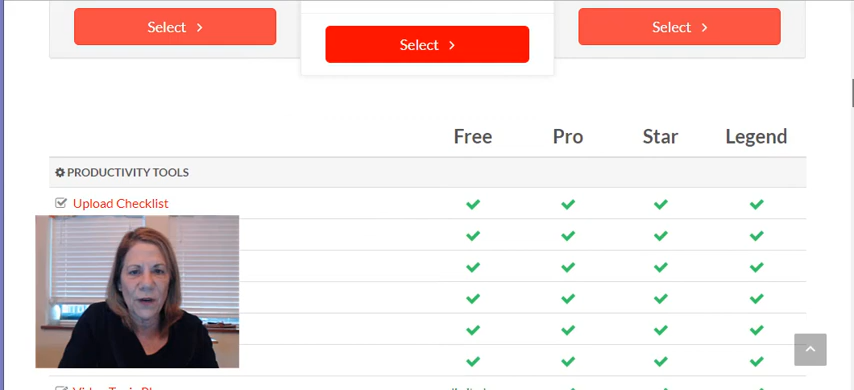 Select >
Select >
Select >
Free Pro Star Legend
PRODUCTIVITY TOOLS
Upload Checklist